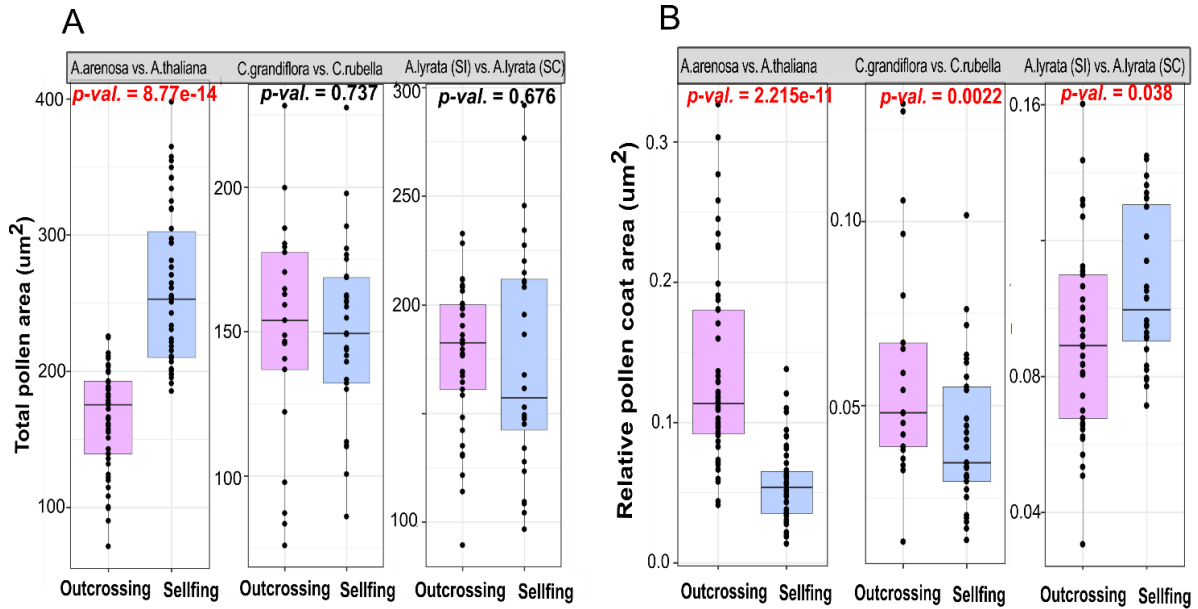 A
B
A.arenosa vs. A.thaliana
C.grandiflora vs. C.rubella
A.lyrata (SI) vs. A.lyrata (SC)
p-val. = 8.77e-14
p-val. = 0.737
p-val. = 0.676
Total pollen area (um2)
400
300
200
100
200
150
100
300
250
200
100
Outcrossing Sellfing
Outcrossing Sellfing
Outcrossing Sellfing
A.arenosa vs. A.thaliana
C.grandiflora vs. C.rubella
A.lyrata (SI) vs. A.lyrata (SC)
p-val. = 2.215e-11
p-val. = 0.0022
p-val. = 0.038
Relative pollen coat area (um2)
0.3
0.2
0.1
0.0
0.10
0.05
0.16
0.08
0.04
Outcrossing Sellfing
Outcrossing Sellfing
Outcrossing Sellfing